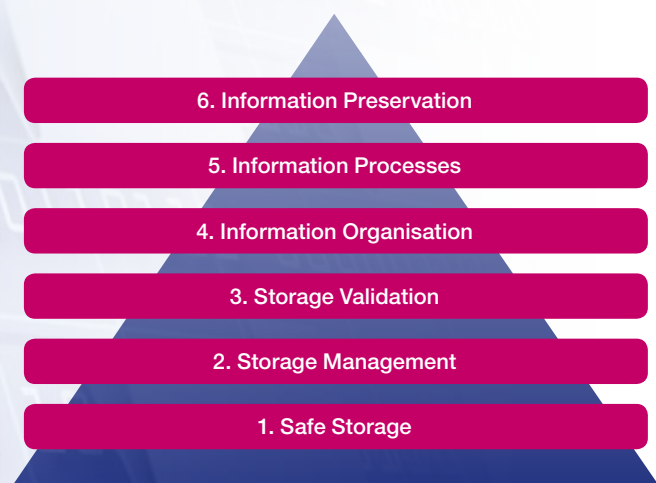 6. Information Preservation
5. Information Processes
4. Information Organisation
3. Storage Validation
2. Storage Management
1. Safe Storage